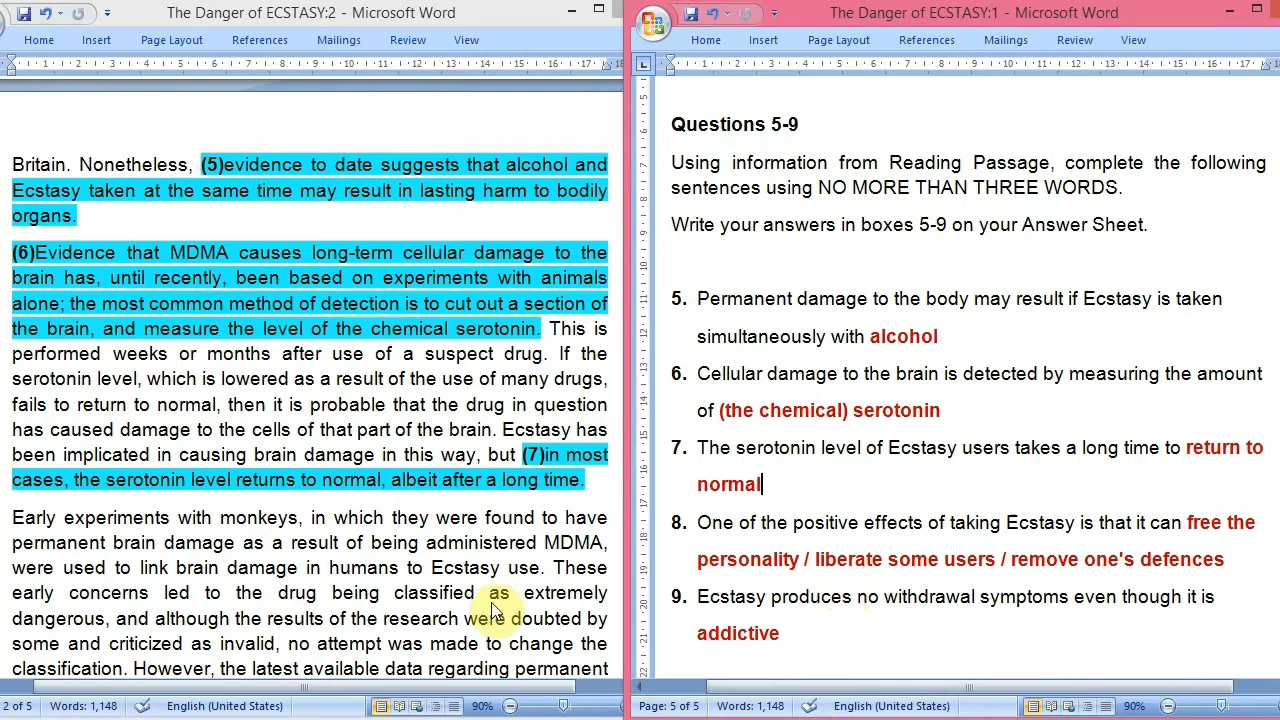 The Danger of ECSTASY:2 - Microsoft Word
Home Insert Page Layout References Mailings Review View
Britain. Nonetheless, (5)evidence to date suggests that alcohol and
Ecstasy taken at the same time may result in lasting harm to bodily
organs.
(6)Evidence that MDMA causes long-term cellular damage to the
brain has, until recently, been based on experiments with animals
alone; the most common method of detection is to cut out a section of
the brain, and measure the level of the chemical serotonin. This is
performed weeks or months after use of a suspect drug. If the
serotonin level, which is lowered as a result of the use of many drugs,
fails to return to normal, then it is probable that the drug in question
has caused damage to the cells of that part of the brain. Ecstasy has
been implicated in causing brain damage in this way, but (7)in most
cases, the serotonin level returns to normal, albeit after a long time.
Early experiments with monkeys, in which they were found to have
permanent brain damage as a result of being administered MDMA,
were used to link brain damage in humans to Ecstasy use. These
early concerns led to the drug being classified as extremely
dangerous, and although the results of the research were doubted by
some and criticized as invalid, no attempt was made to change the
classification. However, the latest available data regarding permanent
2 of 5 Words: 1,148 English (United States) 90%
The Danger of ECSTASY:1 - Microsoft Word
Home Insert Page Layout References Mailings Review View
Questions 5-9
Using information from Reading Passage, complete the following
sentences using NO MORE THAN THREE WORDS.
Write your answers in boxes 5-9 on your Answer Sheet.
5. Permanent damage to the body may result if Ecstasy is taken
simultaneously with alcohol
6. Cellular damage to the brain is detected by measuring the amount
of (the chemical) serotonin
7. The serotonin level of Ecstasy users takes a long time to return to
normal
8. One of the positive effects of taking Ecstasy is that it can free the
personality / liberate some users / remove one's defences
9. Ecstasy produces no withdrawal symptoms even though it is
addictive
Page: 5 of 5 Words: 1,148 English (United States) 90%